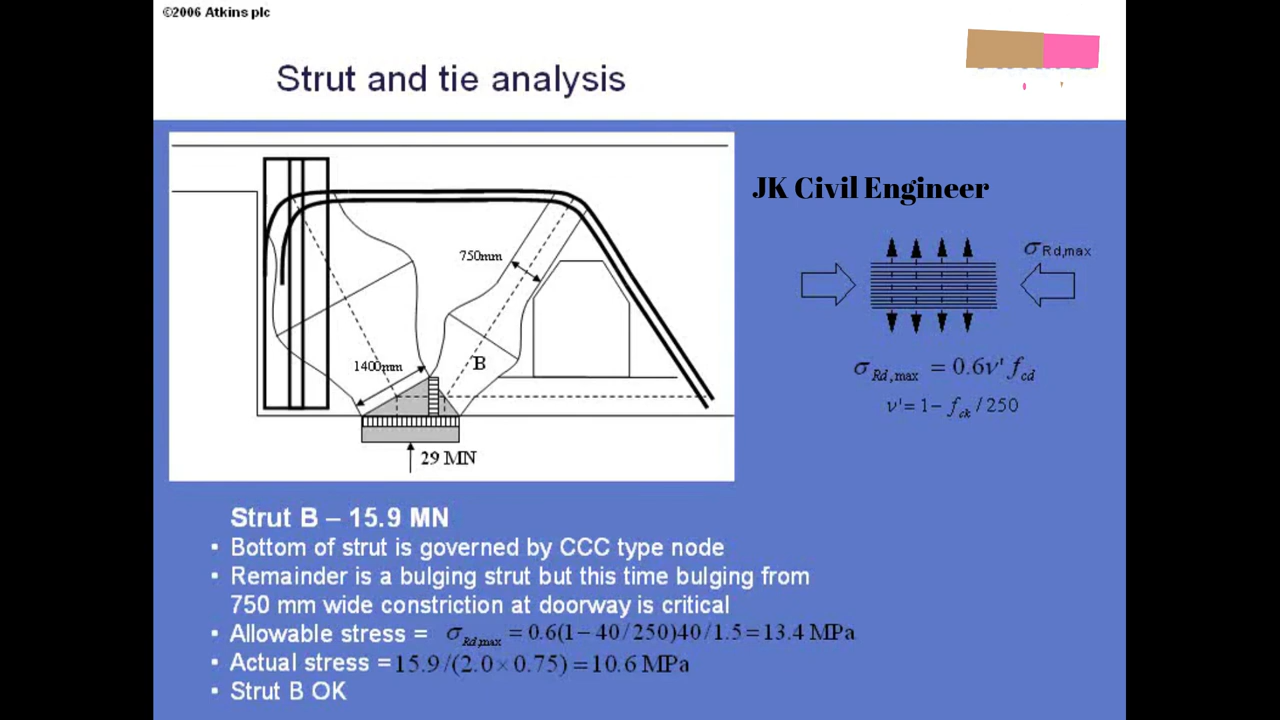 ©2006 Atkins plc
Strut and tie analysis
JK Civil Engineer
750mm
σRd,max
1400mm
B
σRd,max = 0.6ν' fcd
ν'= 1− fck / 250
29 MN
Strut B – 15.9 MN
▪ Bottom of strut is governed by CCC type node
▪ Remainder is a bulging strut but this time bulging from
750 mm wide constriction at doorway is critical
▪ Allowable stress = σRd,max = 0.6(1− 40/250)40/1.5=13.4 MPa
▪ Actual stress =15.9/(2.0×0.75)=10.6 MPa
▪ Strut B OK